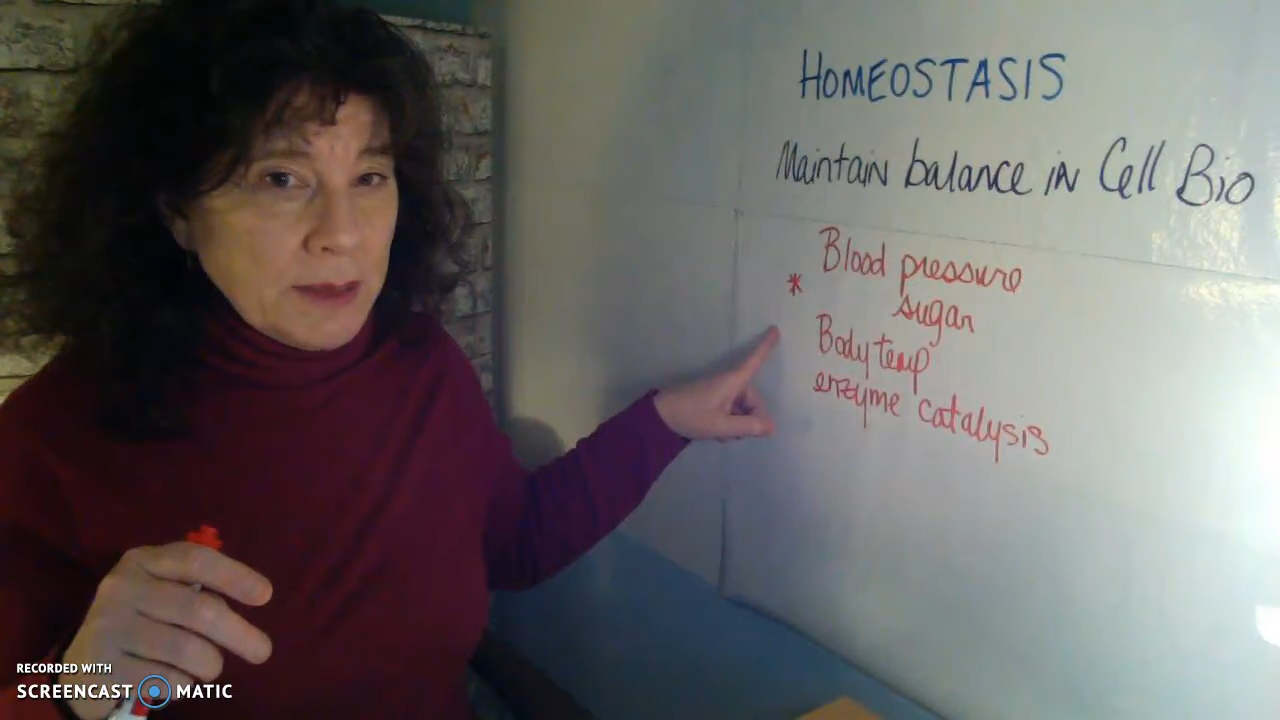 HOMEOSTASIS
Maintain balance in Cell Bio
Blood pressure
* sugar
Body temp
enzyme catalysis
RECORDED WITH
SCREENCAST MATIC